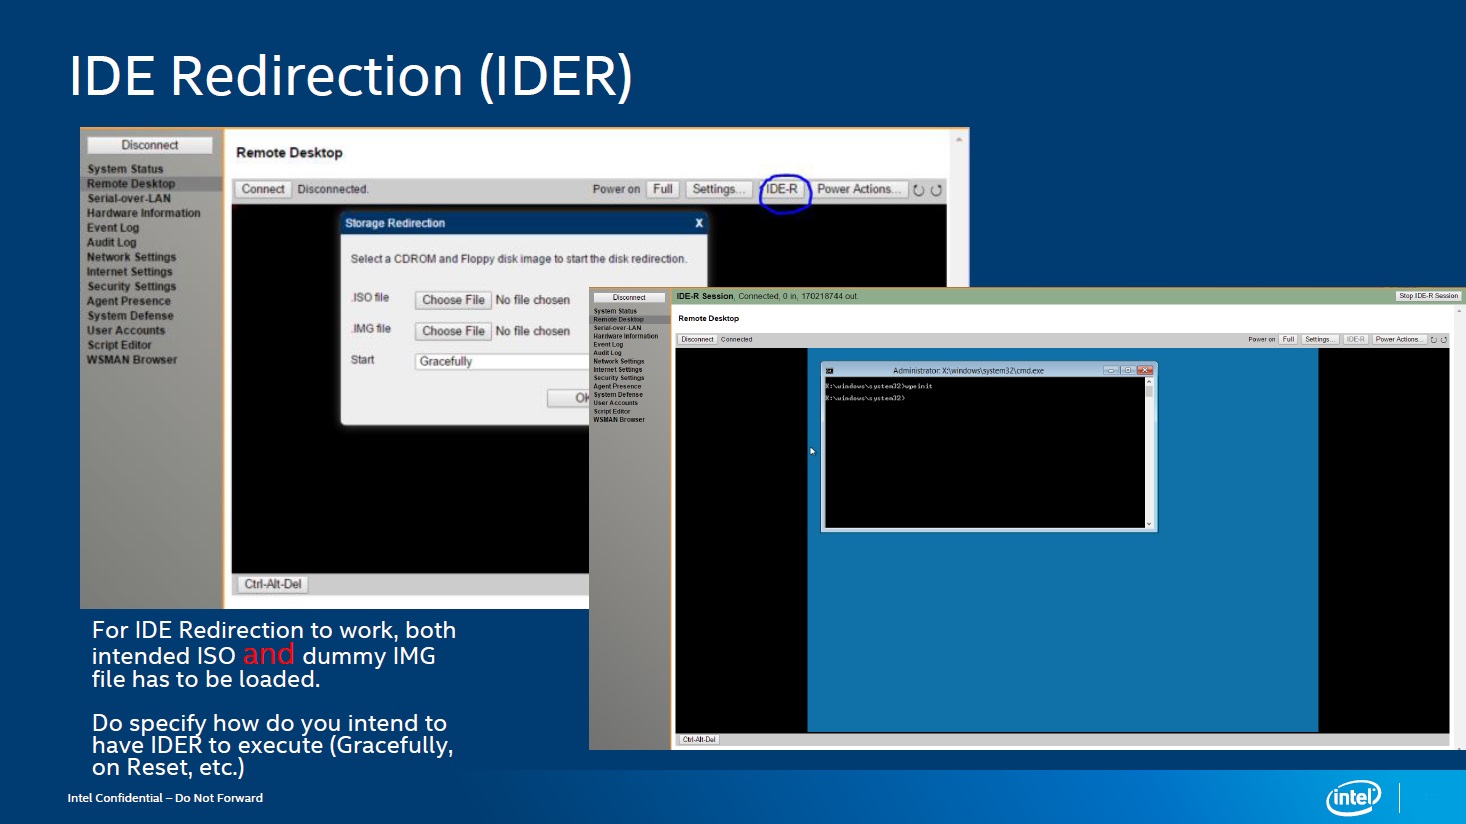 IDE Redirection (IDER)
Disconnect
System Status
Remote Desktop
Serial-over-LAN
Hardware Information
Event Log
Audit Log
Network Settings
Internet Settings
Security Settings
Agent Presence
System Defense
User Accounts
Script Editor
WSMAN Browser
Remote Desktop
Connect Disconnected. Power on Full Settings... IDE-R Power Actions...
Storage Redirection X
Select a CDROM and Floppy disk image to start the disk redirection.
.ISO file Choose File No file chosen
.IMG file Choose File No file chosen
Start Gracefully
Ctrl-Alt-Del
Disconnect
System Status
Remote Desktop
Serial-over-LAN
Hardware Information
Event Log
Audit Log
Network Settings
Internet Settings
Security Settings
Agent Presence
System Defense
User Accounts
Script Editor
WSMAN Browser
IDE-R Session, Connected, 0 in, 170218744 out. Stop IDE-R Session
Remote Desktop
Disconnect Connected Power on Full Settings... IDE-R Power Actions...
Administrator: X:\windows\system32\cmd.exe
X:\windows\system32>wpeinit
X:\windows\system32>
Ctrl-Alt-Del
For IDE Redirection to work, both
intended ISO and dummy IMG
file has to be loaded.
Do specify how do you intend to
have IDER to execute (Gracefully,
on Reset, etc.)
Intel Confidential – Do Not Forward
intel